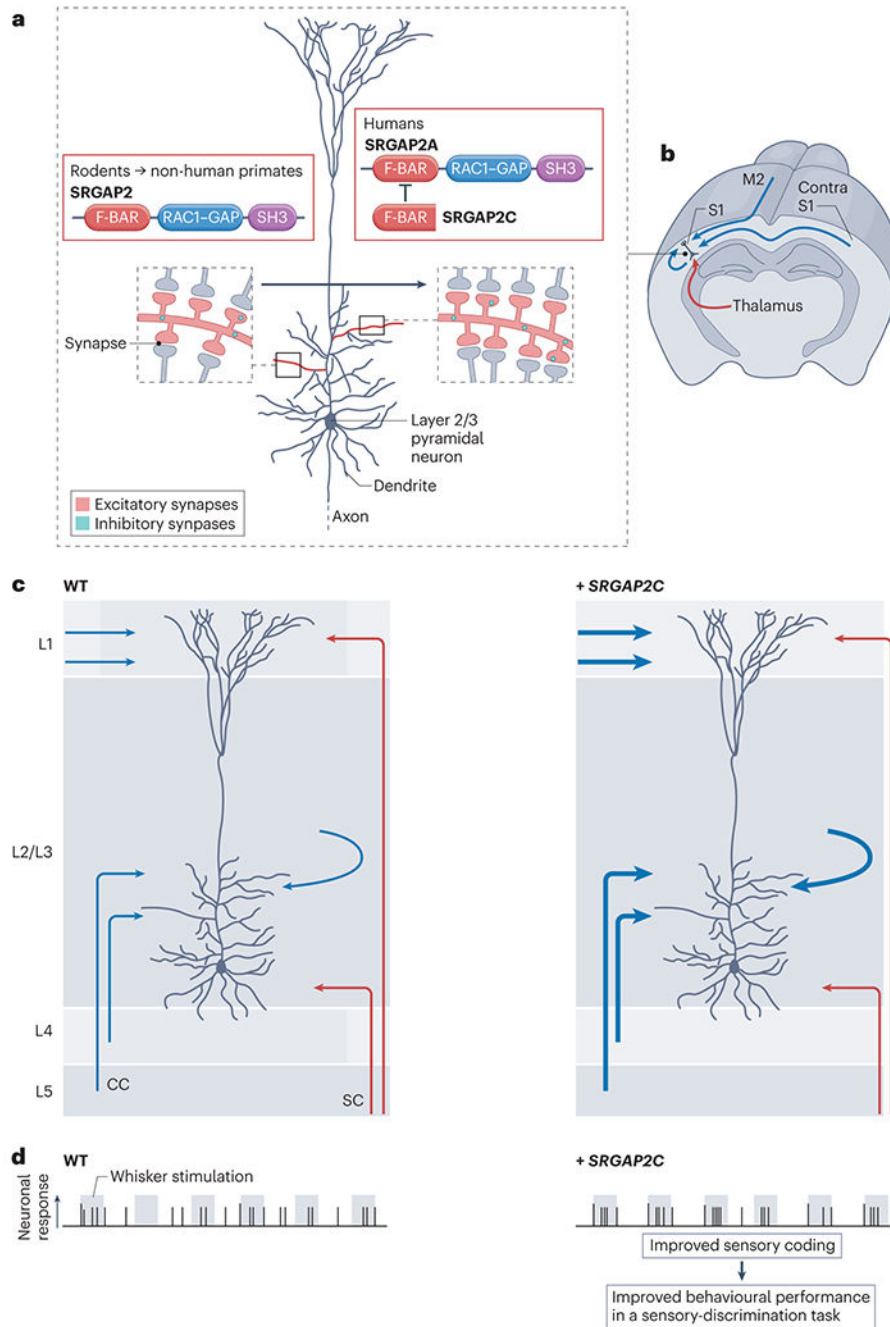 a
Rodents → non-human primates
SRGAP2
F-BAR RAC1–GAP SH3
Humans
SRGAP2A
F-BAR RAC1–GAP SH3
F-BAR SRGAP2C
Synapse
Layer 2/3
pyramidal
neuron
Dendrite
Axon
Excitatory synapses
Inhibitory synpases
b
M2
S1
Contra
S1
Thalamus
c
WT
+ SRGAP2C
L1
L2/L3
L4
L5
CC
SC
d
WT
Whisker stimulation
Neuronal
response
+ SRGAP2C
Improved sensory coding
Improved behavioural performance
in a sensory-discrimination task